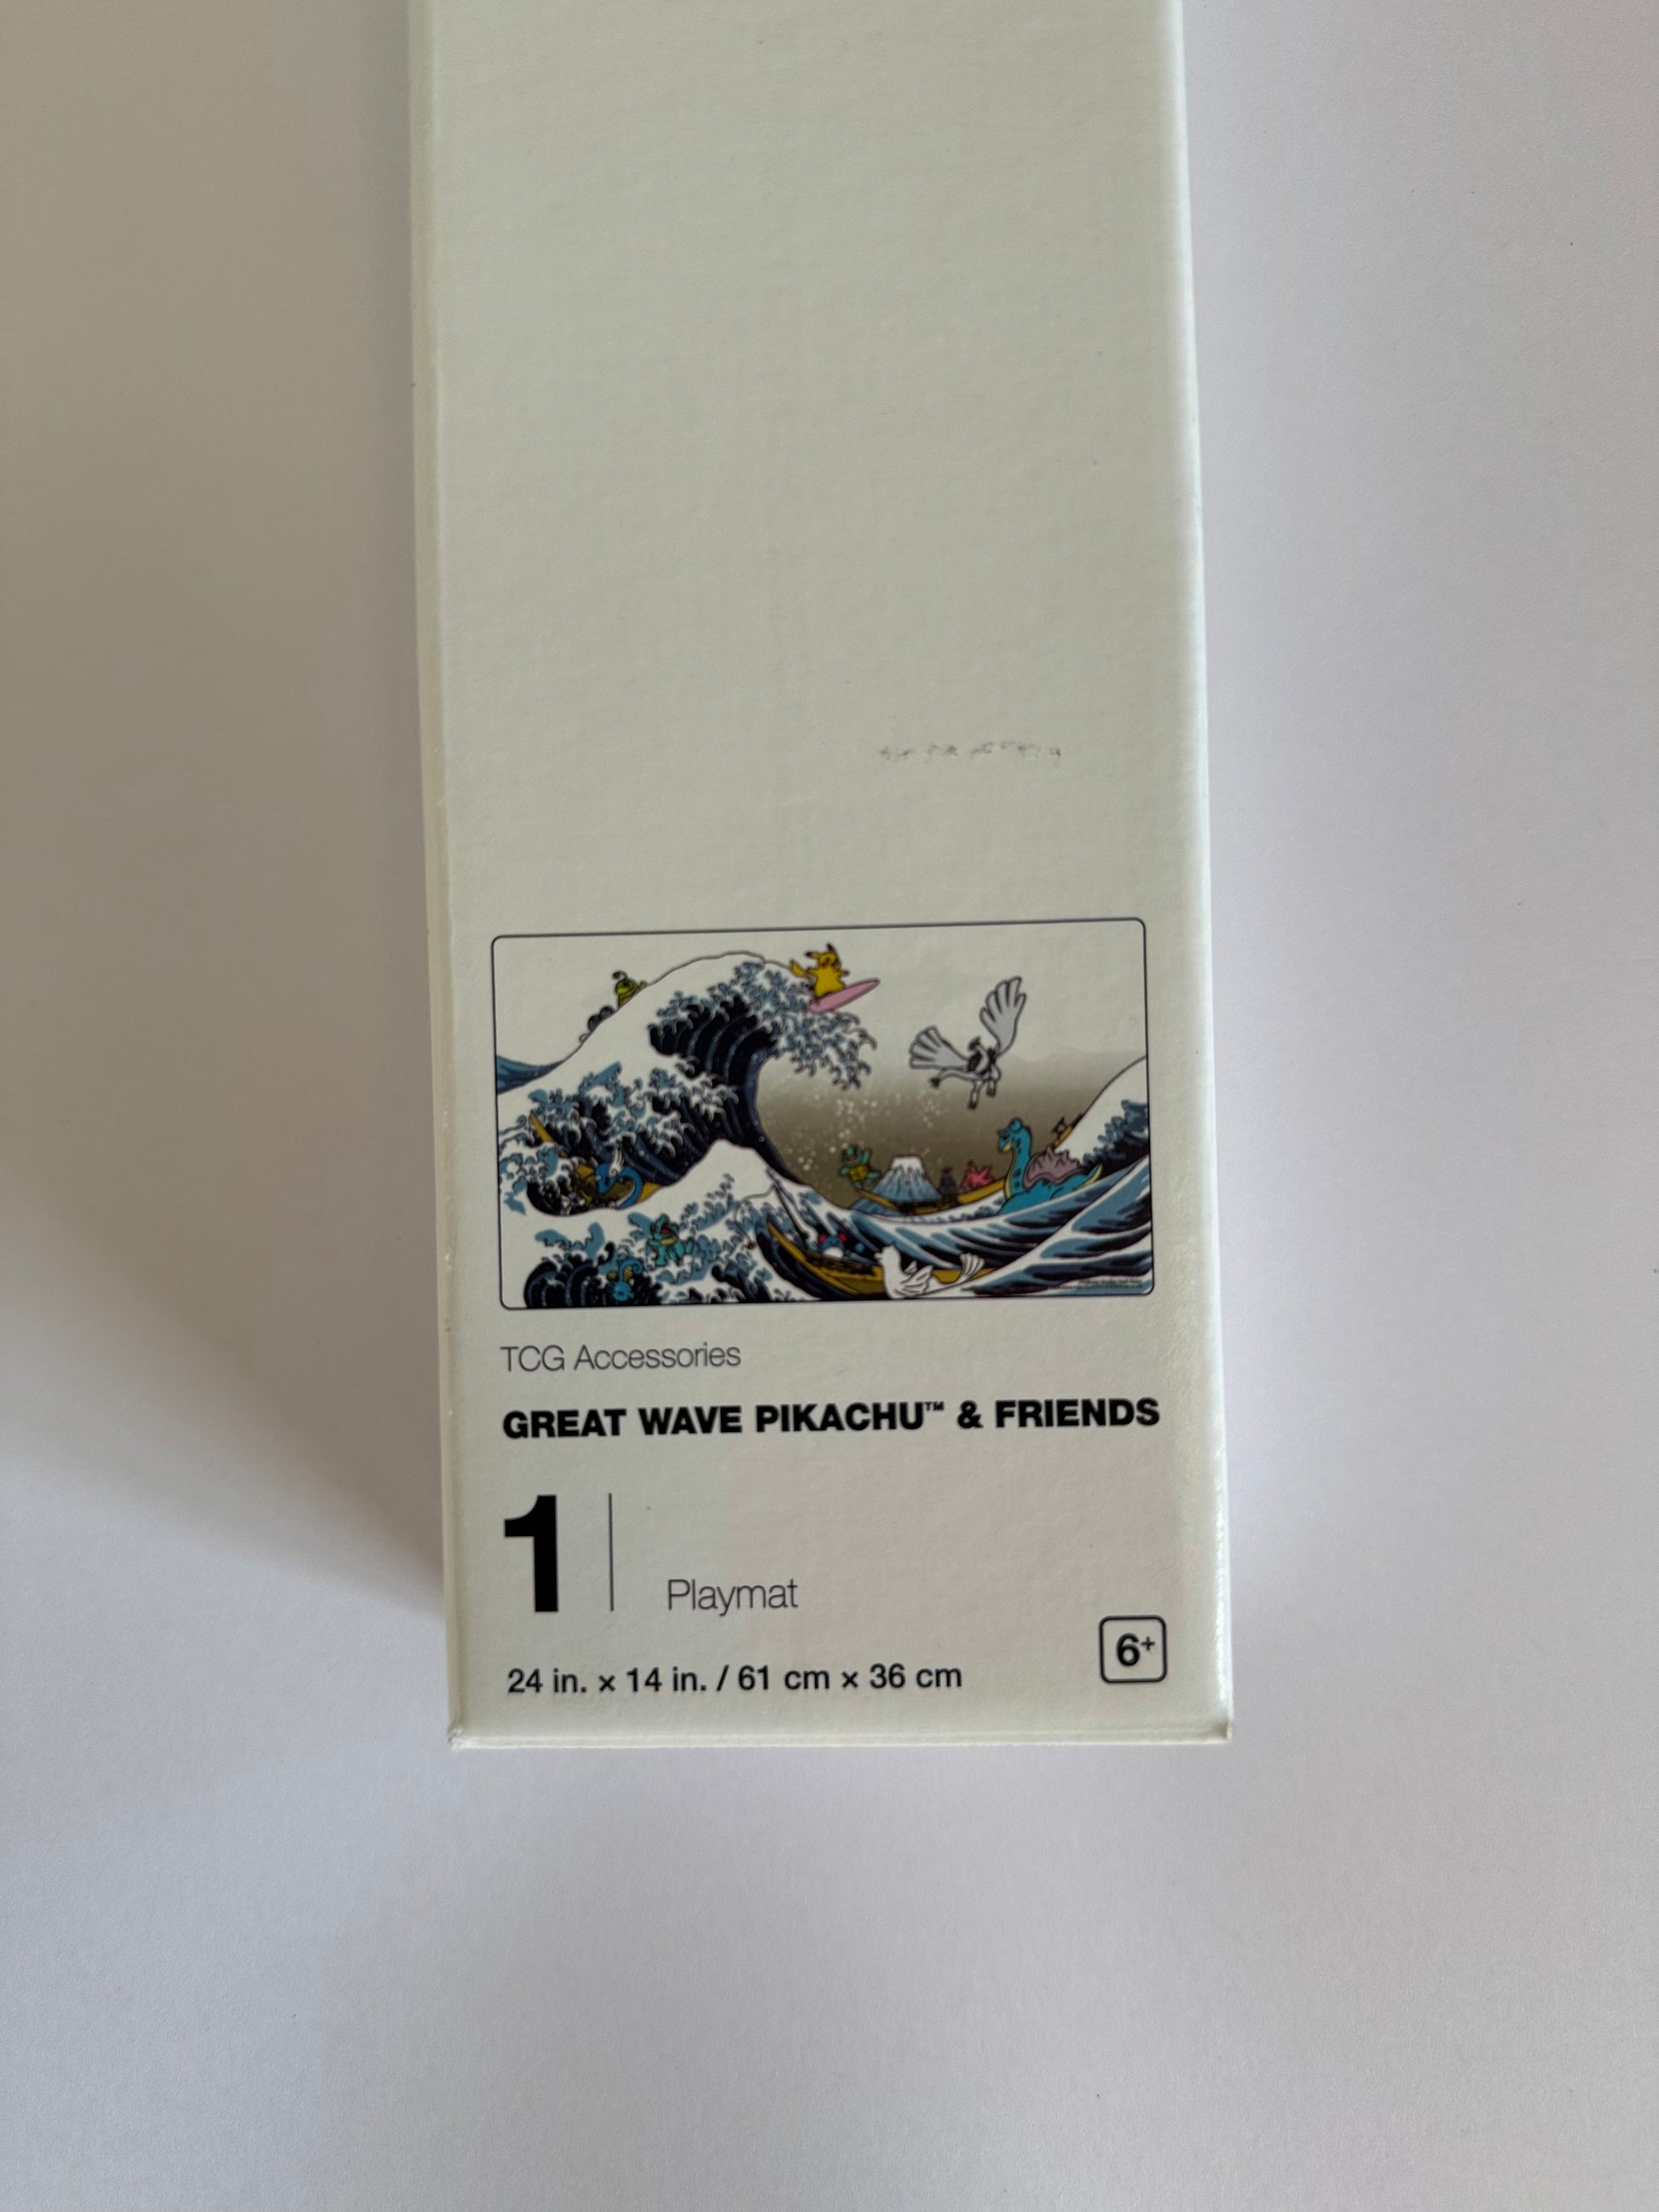 TCG Accessories
GREAT WAVE PIKACHU™ & FRIENDS
1
Playmat
6+
24 in. × 14 in. / 61 cm × 36 cm